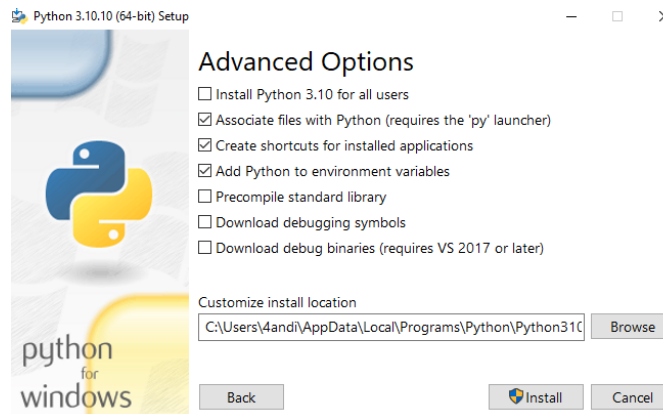 Python 3.10.10 (64-bit) Setup
Advanced Options
Install Python 3.10 for all users
Associate files with Python (requires the 'py' launcher)
Create shortcuts for installed applications
Add Python to environment variables
Precompile standard library
Download debugging symbols
Download debug binaries (requires VS 2017 or later)
Customize install location
C:\Users\4andi\AppData\Local\Programs\Python\Python310 Browse
python
for
windows
Back Install Cancel